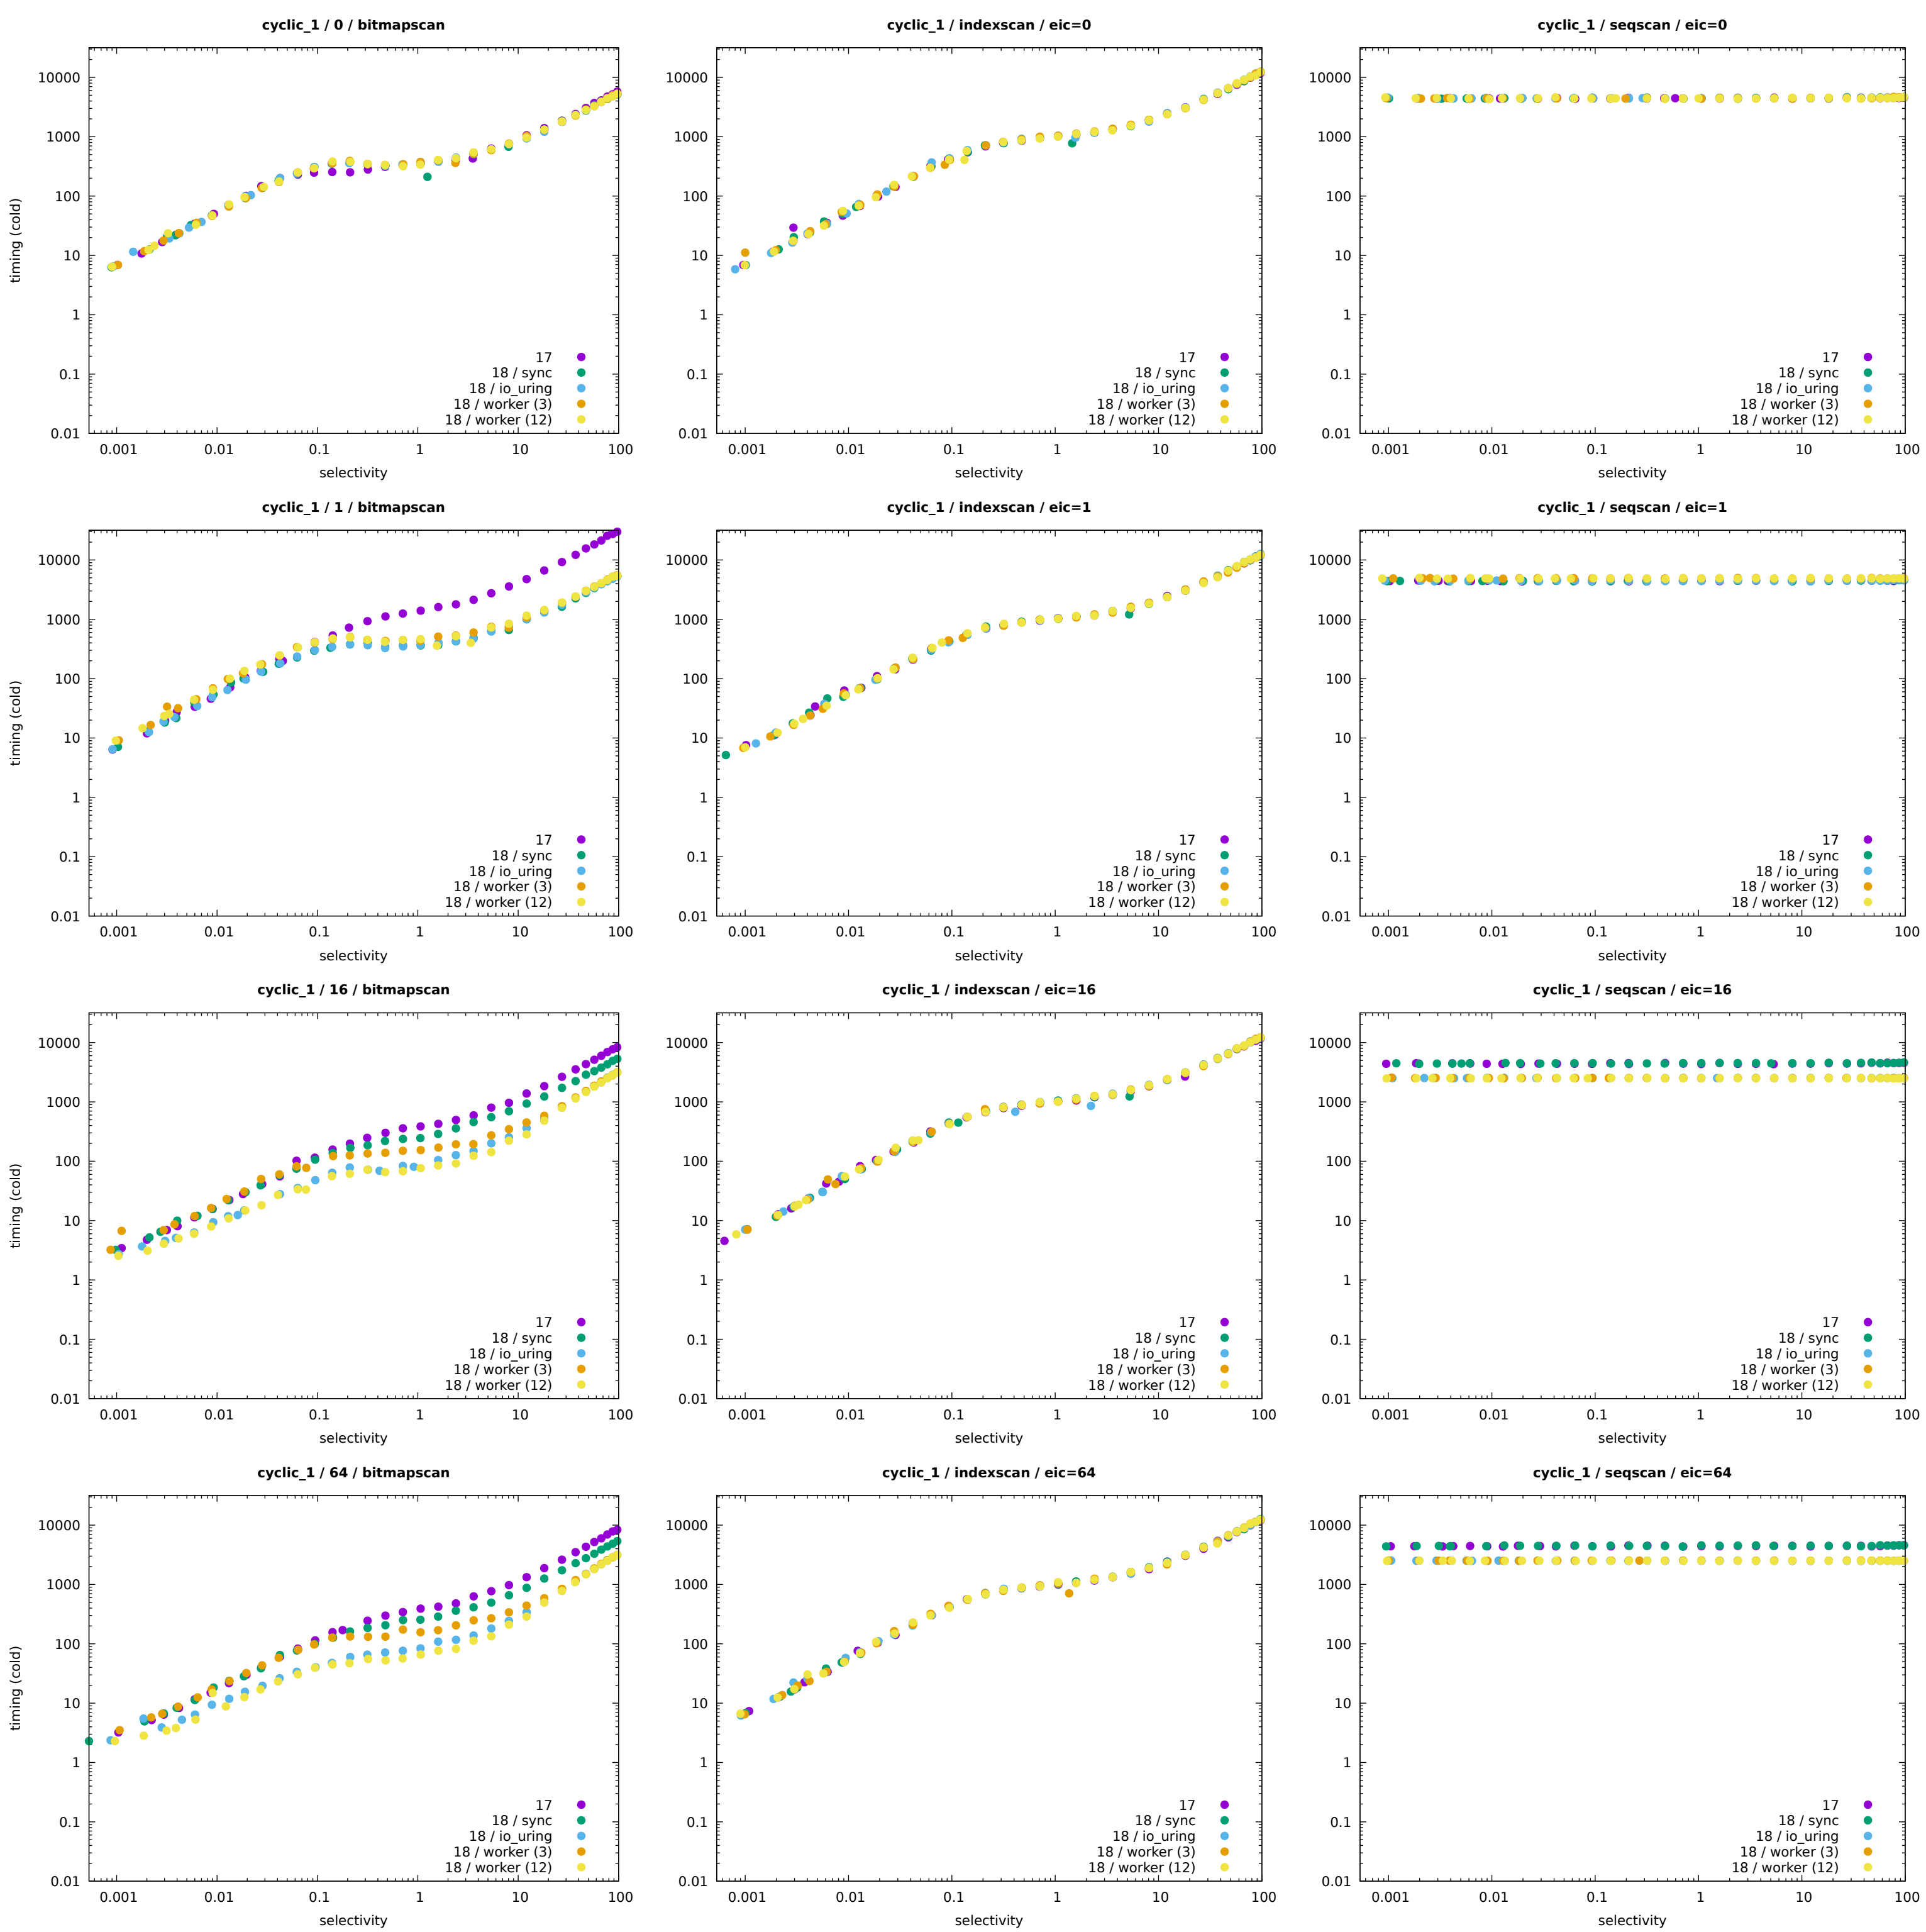 cyclic_1 / 0 / bitmapscan
timing (cold)
10000
1000
100
10
1
0.1
0.01
17
18 / sync
18 / io_uring
18 / worker (3)
18 / worker (12)
0.001 0.01 0.1 1 10 100
selectivity
cyclic_1 / indexscan / eic=0
10000
1000
100
10
1
0.1
0.01
17
18 / sync
18 / io_uring
18 / worker (3)
18 / worker (12)
0.001 0.01 0.1 1 10 100
selectivity
cyclic_1 / seqscan / eic=0
10000
1000
100
10
1
0.1
0.01
17
18 / sync
18 / io_uring
18 / worker (3)
18 / worker (12)
0.001 0.01 0.1 1 10 100
selectivity
cyclic_1 / 1 / bitmapscan
timing (cold)
10000
1000
100
10
1
0.1
0.01
17
18 / sync
18 / io_uring
18 / worker (3)
18 / worker (12)
0.001 0.01 0.1 1 10 100
selectivity
cyclic_1 / indexscan / eic=1
10000
1000
100
10
1
0.1
0.01
17
18 / sync
18 / io_uring
18 / worker (3)
18 / worker (12)
0.001 0.01 0.1 1 10 100
selectivity
cyclic_1 / seqscan / eic=1
10000
1000
100
10
1
0.1
0.01
17
18 / sync
18 / io_uring
18 / worker (3)
18 / worker (12)
0.001 0.01 0.1 1 10 100
selectivity
cyclic_1 / 16 / bitmapscan
timing (cold)
10000
1000
100
10
1
0.1
0.01
17
18 / sync
18 / io_uring
18 / worker (3)
18 / worker (12)
0.001 0.01 0.1 1 10 100
selectivity
cyclic_1 / indexscan / eic=16
10000
1000
100
10
1
0.1
0.01
17
18 / sync
18 / io_uring
18 / worker (3)
18 / worker (12)
0.001 0.01 0.1 1 10 100
selectivity
cyclic_1 / seqscan / eic=16
10000
1000
100
10
1
0.1
0.01
17
18 / sync
18 / io_uring
18 / worker (3)
18 / worker (12)
0.001 0.01 0.1 1 10 100
selectivity
cyclic_1 / 64 / bitmapscan
timing (cold)
10000
1000
100
10
1
0.1
0.01
17
18 / sync
18 / io_uring
18 / worker (3)
18 / worker (12)
0.001 0.01 0.1 1 10 100
selectivity
cyclic_1 / indexscan / eic=64
10000
1000
100
10
1
0.1
0.01
17
18 / sync
18 / io_uring
18 / worker (3)
18 / worker (12)
0.001 0.01 0.1 1 10 100
selectivity
cyclic_1 / seqscan / eic=64
10000
1000
100
10
1
0.1
0.01
17
18 / sync
18 / io_uring
18 / worker (3)
18 / worker (12)
0.001 0.01 0.1 1 10 100
selectivity